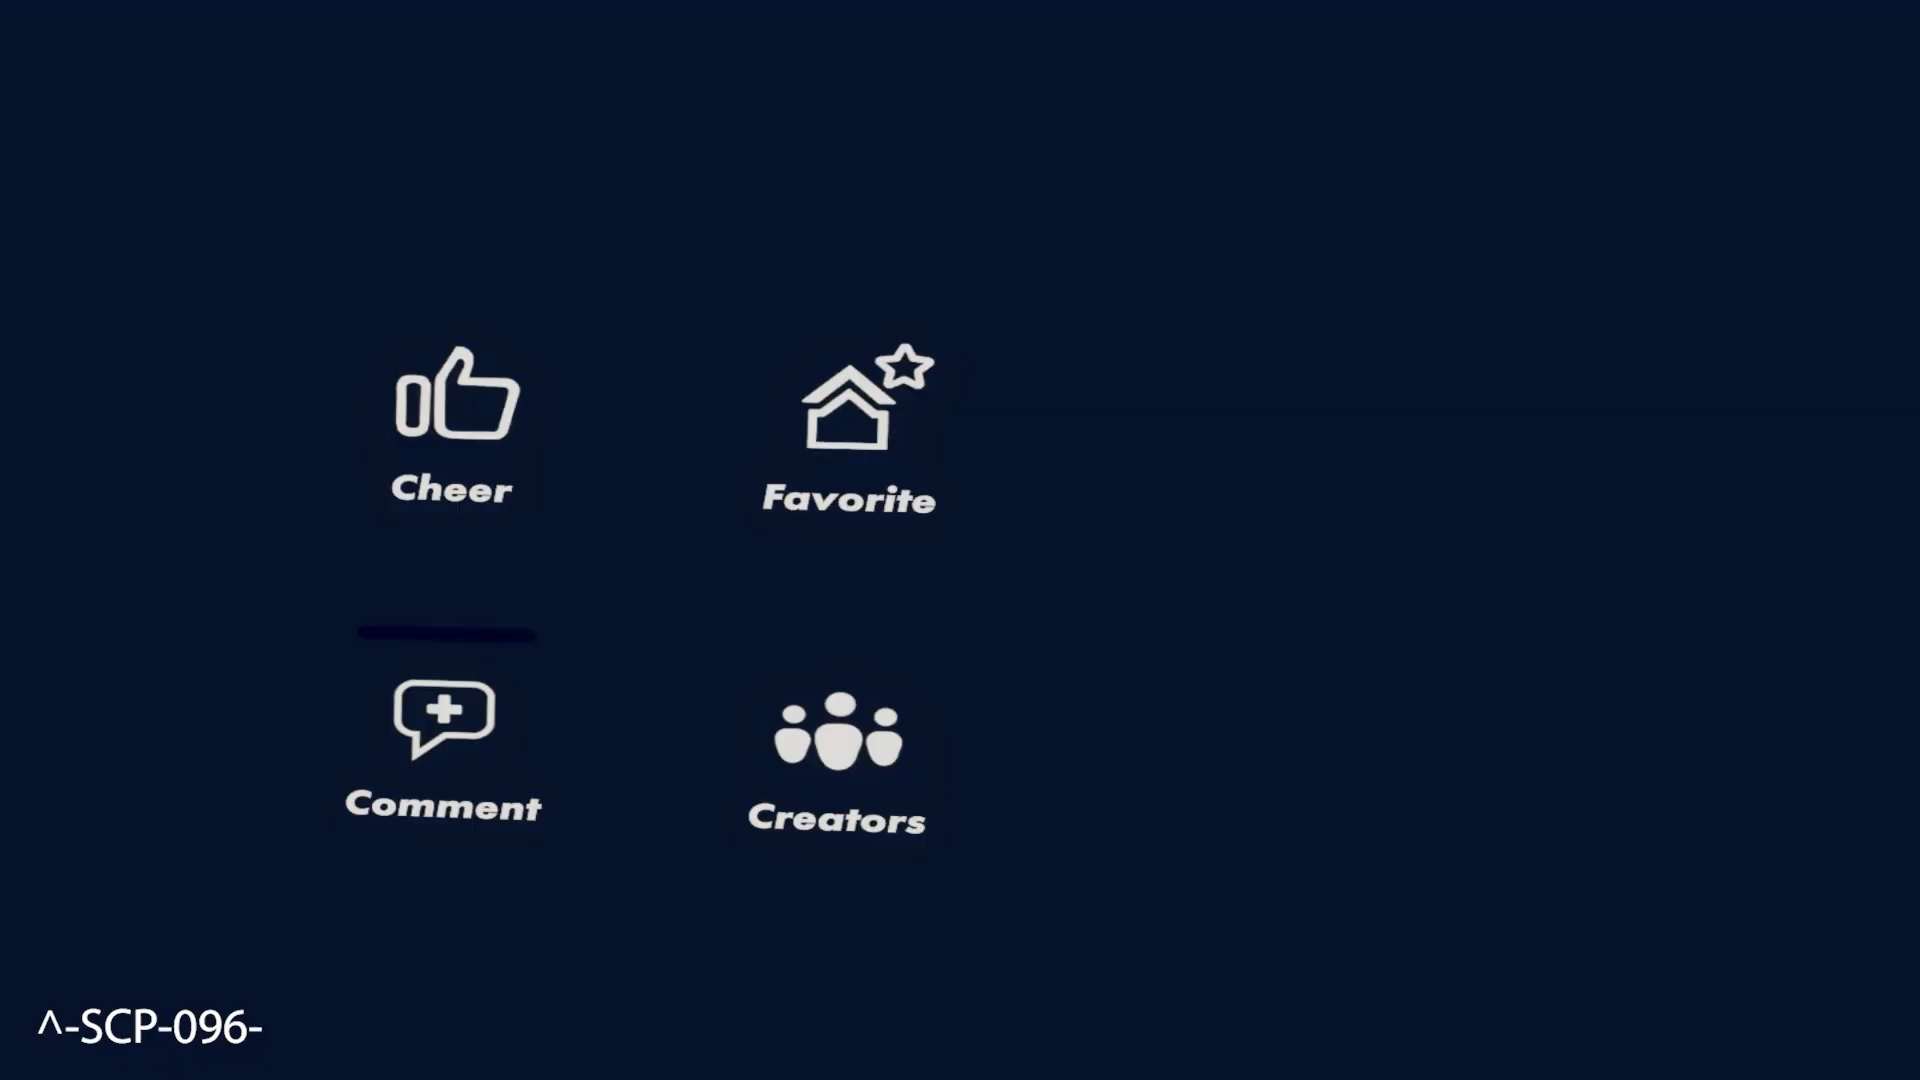 Cheer
Favorite
Comment
Creators
^-SCP-096-